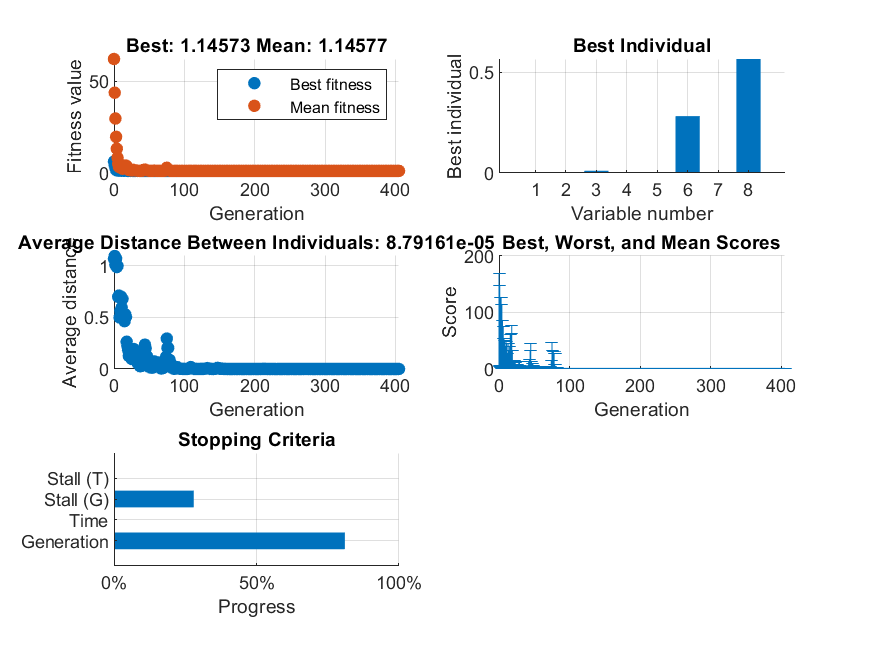 Best: 1.14573 Mean: 1.14577
Fitness value
50
0
Best fitness
Mean fitness
0 100 200 300 400
Generation
Best Individual
Best individual
0.5
0
1 2 3 4 5 6 7 8
Variable number
Average Distance Between Individuals: 8.79161e-05
Average distance
1
0.5
0
0 100 200 300 400
Generation
Best, Worst, and Mean Scores
Score
200
100
0
0 100 200 300 400
Generation
Stopping Criteria
Stall (T)
Stall (G)
Time
Generation
0% 50% 100%
Progress